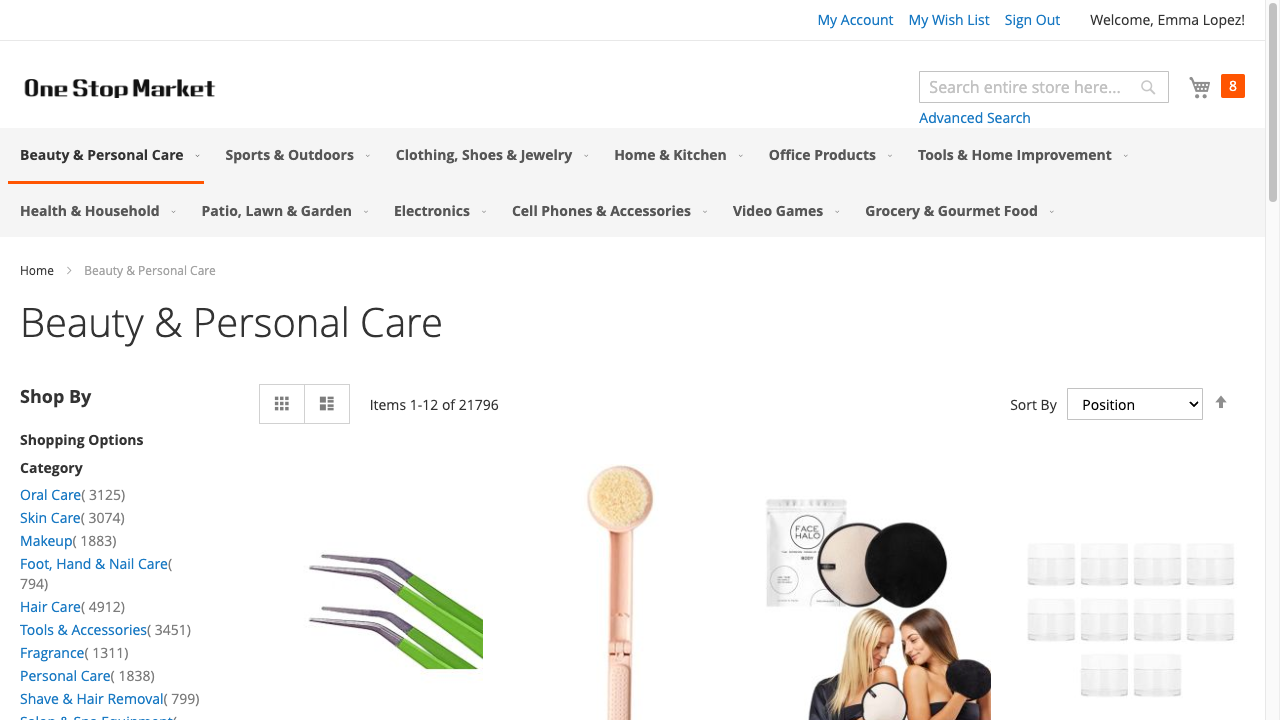 My Account My Wish List Sign Out Welcome, Emma Lopez!
One Stop Market
Search entire store here...
8
Advanced Search
Beauty & Personal Care Sports & Outdoors Clothing, Shoes & Jewelry Home & Kitchen Office Products Tools & Home Improvement
Health & Household Patio, Lawn & Garden Electronics Cell Phones & Accessories Video Games Grocery & Gourmet Food
Home Beauty & Personal Care
Beauty & Personal Care
Shop By
Items 1-12 of 21796
Sort By Position
Shopping Options
Category
Oral Care( 3125)
Skin Care( 3074)
Makeup( 1883)
Foot, Hand & Nail Care(
794)
Hair Care( 4912)
Tools & Accessories( 3451)
Fragrance( 1311)
Personal Care( 1838)
Shave & Hair Removal( 799)
Salon & Spa Equipment(
FACE
HALO
BODY